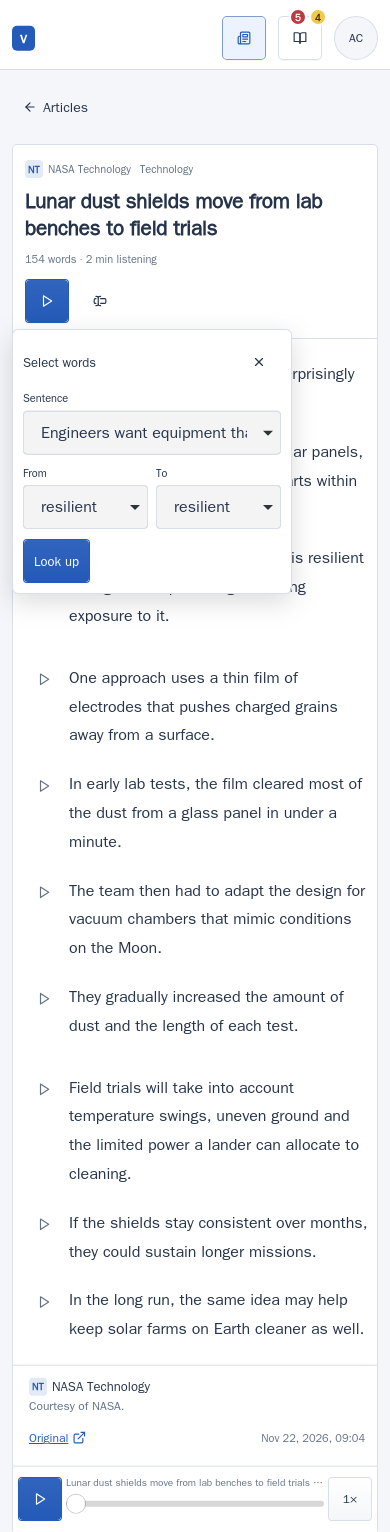 V
5
4
AC
Articles
NT NASA Technology Technology
Lunar dust shields move from lab
benches to field trials
154 words · 2 min listening
Select words
Sentence
Engineers want equipment tha
From
To
resilient
resilient
Look up
rprisingly
ar panels,
arts within
is resilient
ng
exposure to it.
One approach uses a thin film of
electrodes that pushes charged grains
away from a surface.
In early lab tests, the film cleared most of
the dust from a glass panel in under a
minute.
The team then had to adapt the design for
vacuum chambers that mimic conditions
on the Moon.
They gradually increased the amount of
dust and the length of each test.
Field trials will take into account
temperature swings, uneven ground and
the limited power a lander can allocate to
cleaning.
If the shields stay consistent over months,
they could sustain longer missions.
In the long run, the same idea may help
keep solar farms on Earth cleaner as well.
NT NASA Technology
Courtesy of NASA.
Original
Nov 22, 2026, 09:04
Lunar dust shields move from lab benches to field trials ···
1×